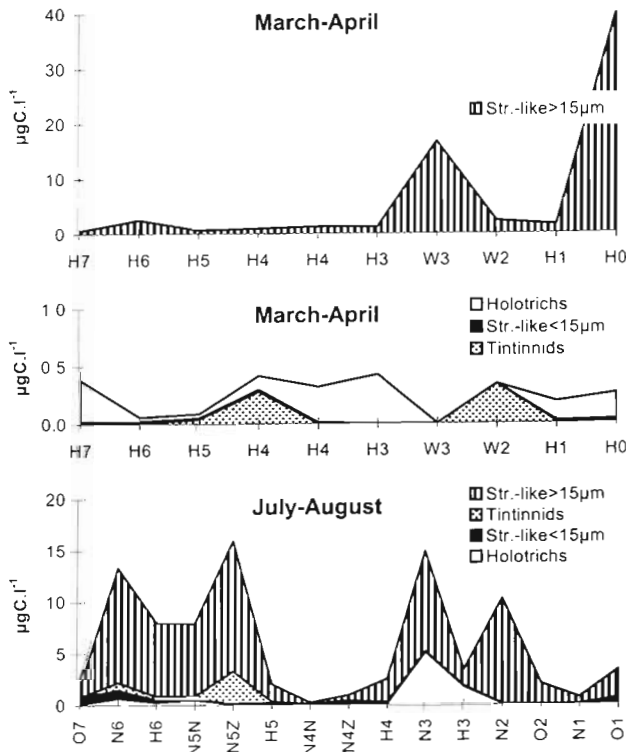 March-April
40
30
20
10
0
µgC.l-1
Str.-like>15µm
H7 H6 H5 H4 H4 H3 W3 W2 H1 H0
March-April
1 0
0 5
0.0
µgC.l-1
Holotrichs
Str.-like<15µm
Tintinnids
H7 H6 H5 H4 H4 H3 W3 W2 H1 H0
July-August
20
15
10
5
0
µgC.l-1
Str.-like>15µm
Tintinnids
Str.-like<15µm
Holotrichs
O7 N6 H6 N5N N5Z H5 N4N N4Z H4 N3 H3 N2 O2 N1 O1